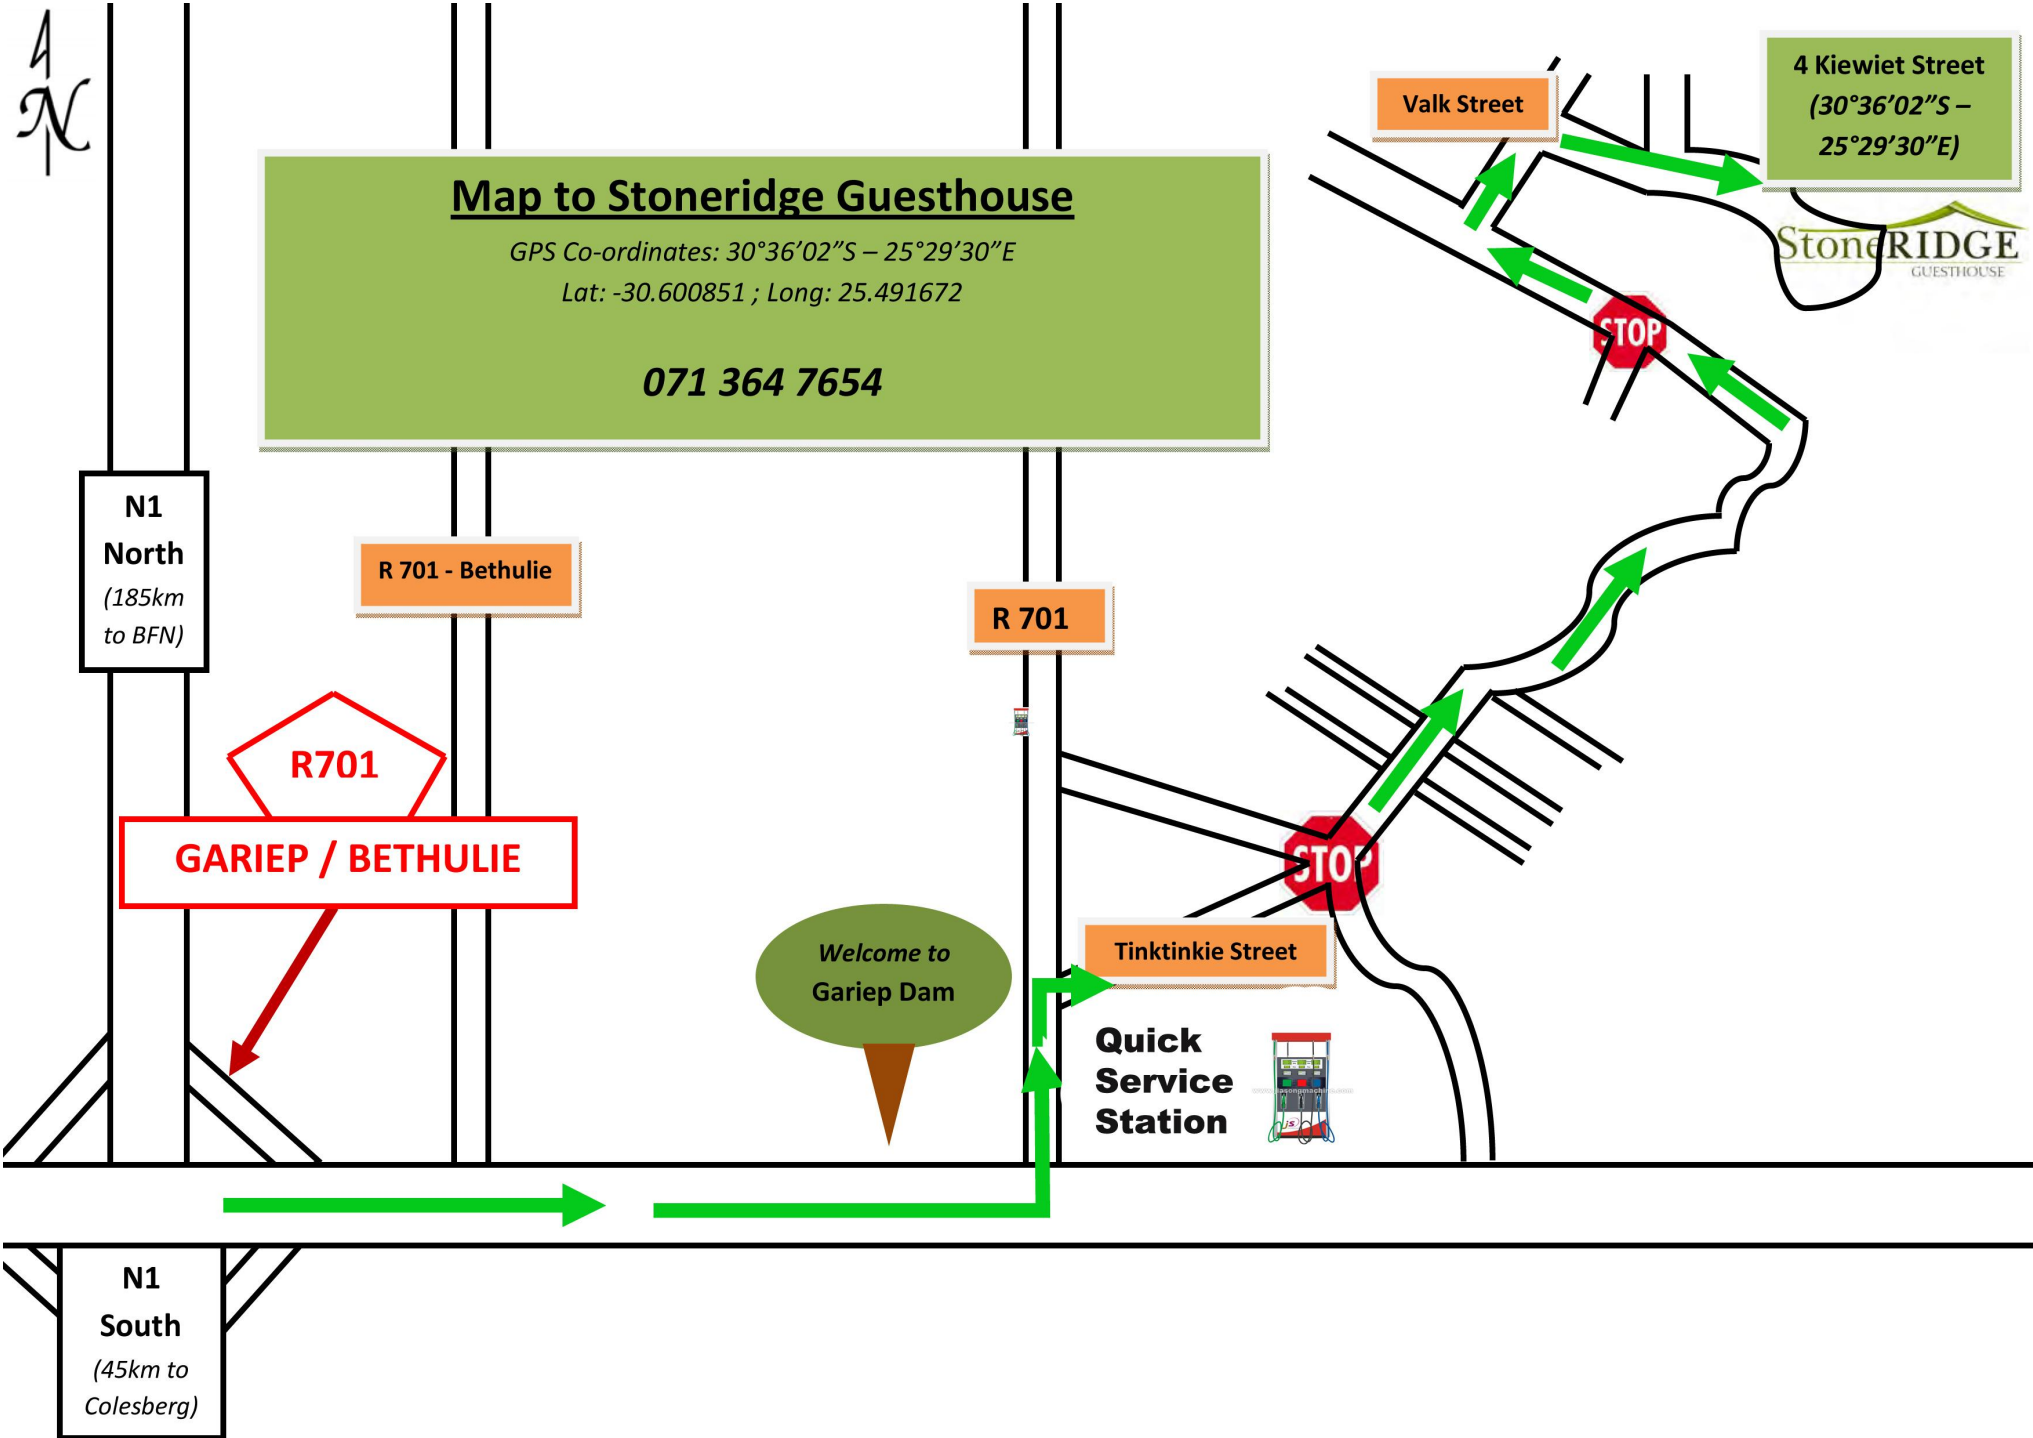 N
Map to Stoneridge Guesthouse
GPS Co-ordinates: 30°36’02”S – 25°29’30”E
Lat: -30.600851 ; Long: 25.491672
071 364 7654
Valk Street
4 Kiewiet Street
(30°36’02”S –
25°29’30”E)
StoneRIDGE
GUESTHOUSE
STOP
N1
North
(185km
to BFN)
R 701 - Bethulie
R 701
R701
GARIEP / BETHULIE
STOP
Welcome to
Gariep Dam
Tinktinkie Street
Quick
Service
Station
js
N1
South
(45km to
Colesberg)